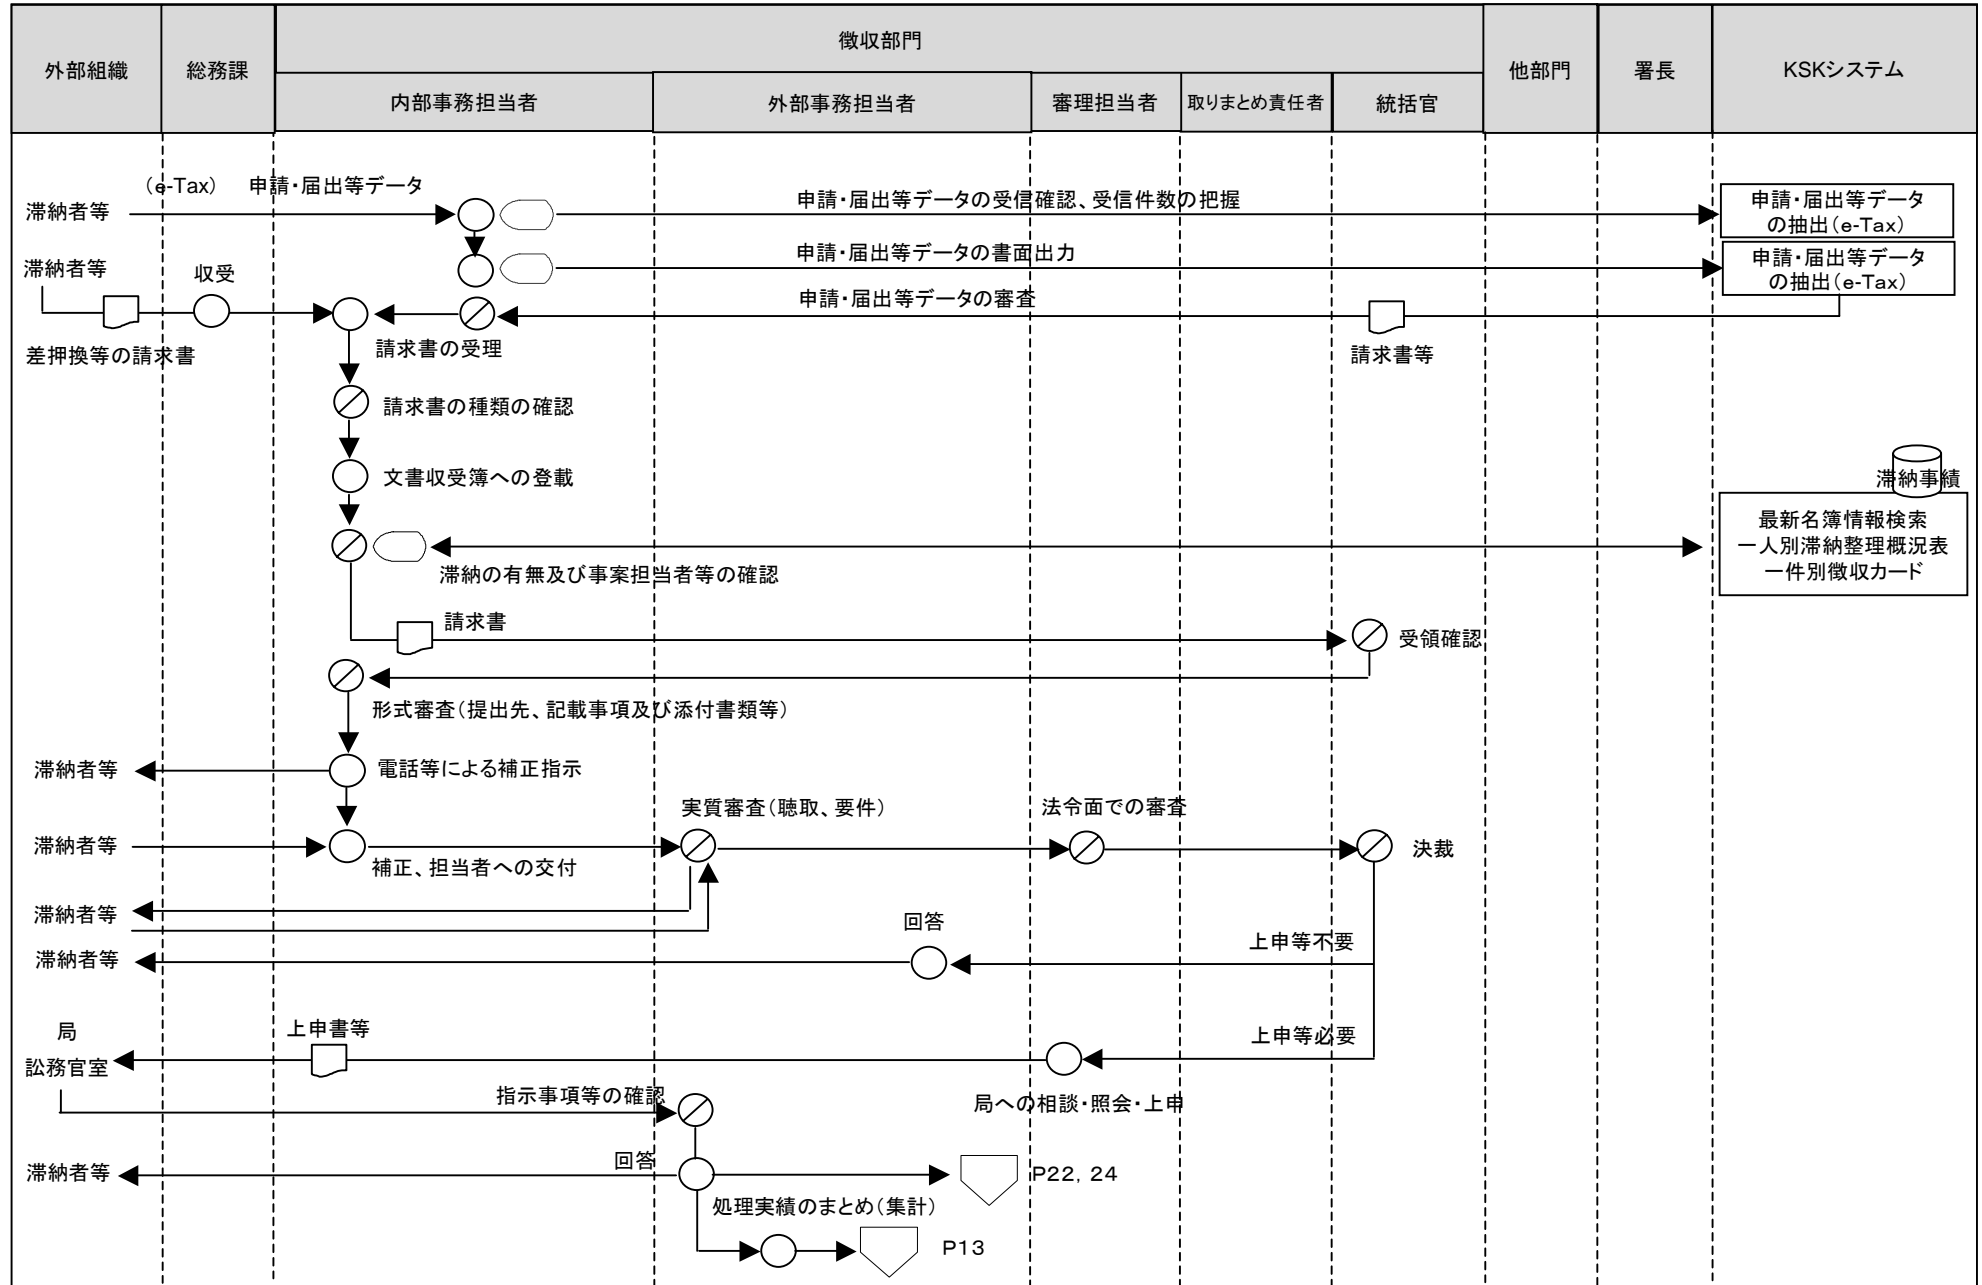 外部組織
総務課
徴収部門
他部門
署長
KSKシステム
内部事務担当者
外部事務担当者
審理担当者
取りまとめ責任者
統括官
(e-Tax) 申請・届出等データ
滞納者等
申請・届出等データの受信確認、受信件数の把握
申請・届出等データ
の抽出(e-Tax)
滞納者等
収受
申請・届出等データの書面出力
申請・届出等データ
の抽出(e-Tax)
申請・届出等データの審査
差押換等の請求書
請求書の受理
請求書等
請求書の種類の確認
文書収受簿への登載
滞納事績
最新名簿情報検索
一人別滞納整理概況表
一件別徴収カード
滞納の有無及び事案担当者等の確認
請求書
受領確認
形式審査(提出先、記載事項及び添付書類等)
滞納者等
電話等による補正指示
実質審査(聴取、要件)
法令面での審査
滞納者等
補正、担当者への交付
決裁
滞納者等
回答
上申等不要
滞納者等
局
訟務官室
上申書等
上申等必要
指示事項等の確認
局への相談・照会・上申
滞納者等
回答
P22, 24
処理実績のまとめ(集計)
P13